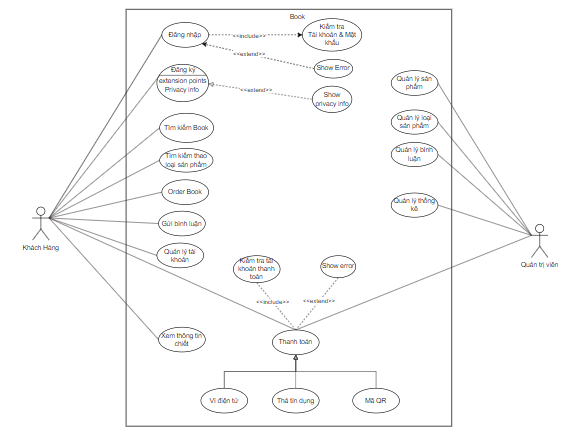 Book
Đăng nhập
<<include>>
Kiểm tra
Tài khoản & Mật
khẩu
<<extend>>
Show Error
Đăng ký
extension points
Privacy info
<<extend>>
Show
privacy info
Quản lý sản
phẩm
Quản lý loại
sản phẩm
Quản lý bình
luận
Quản lý thống
kê
Tìm kiếm Book
Tìm kiếm theo
loại sản phẩm
Order Book
Gửi bình luận
Quản lý tài
khoản
Khách Hàng
Quản trị viên
Kiểm tra tài
khoản thanh
toán
Show error
<<include>>
<<extend>>
Xem thông tin
chiết
Thanh toán
Ví điện tử
Thẻ tín dụng
Mã QR